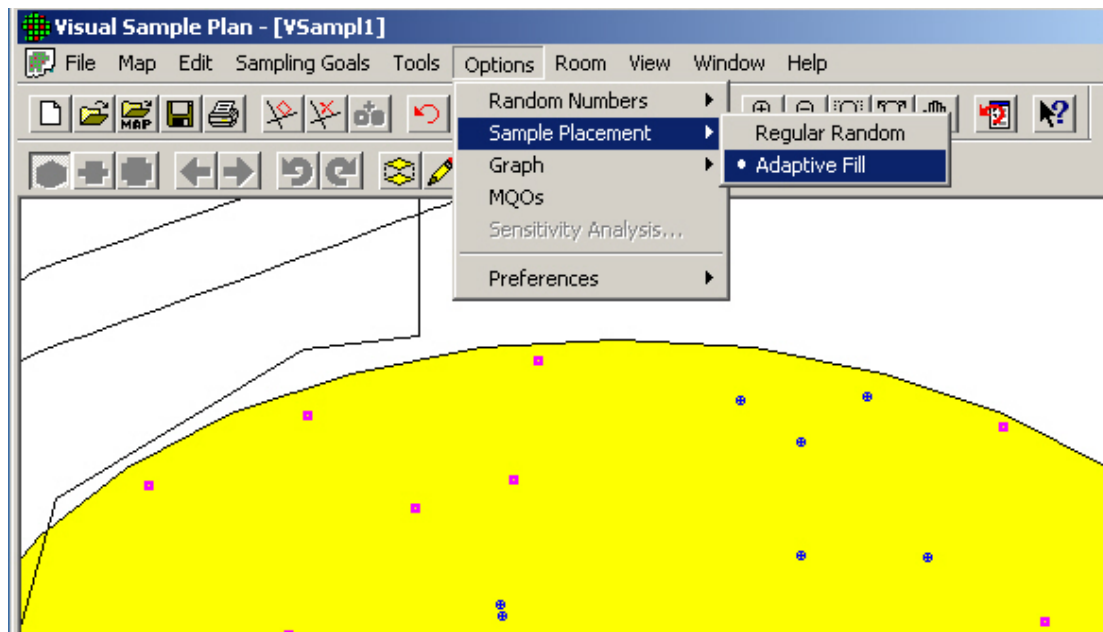 Visual Sample Plan - [VSampl1]
File Map Edit Sampling Goals Tools Options Room View Window Help
MAP
Random Numbers
Sample Placement
Regular Random
Graph
Adaptive Fill
MQOs
Sensitivity Analysis...
Preferences